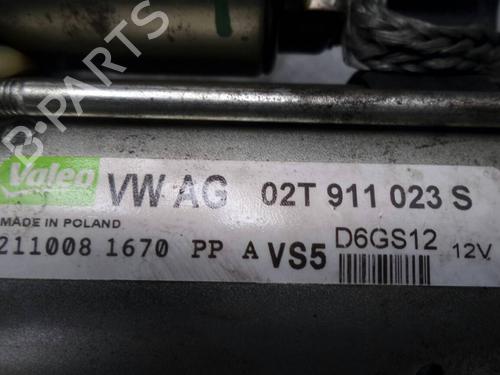 B-PARTS
Valeo VW AG 02T 911 023 S
MADE IN POLAND
211008 1670 PP A VS5 D6GS12 12V